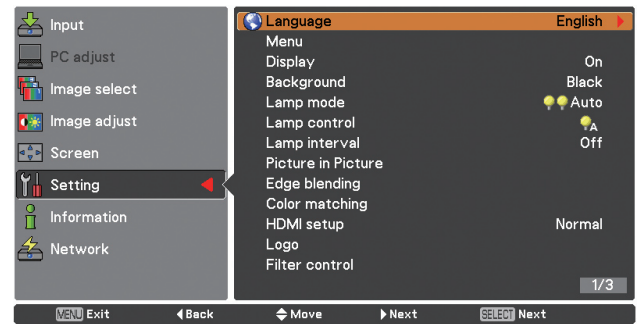 Input
PC adjust
Image select
Image adjust
Screen
Setting
Information
Network
Language English
Menu
Display On
Background Black
Lamp mode Auto
Lamp control A
Lamp interval Off
Picture in Picture
Edge blending
Color matching
HDMI setup Normal
Logo
Filter control
1/3
MENU Exit Back Move Next SELECT Next